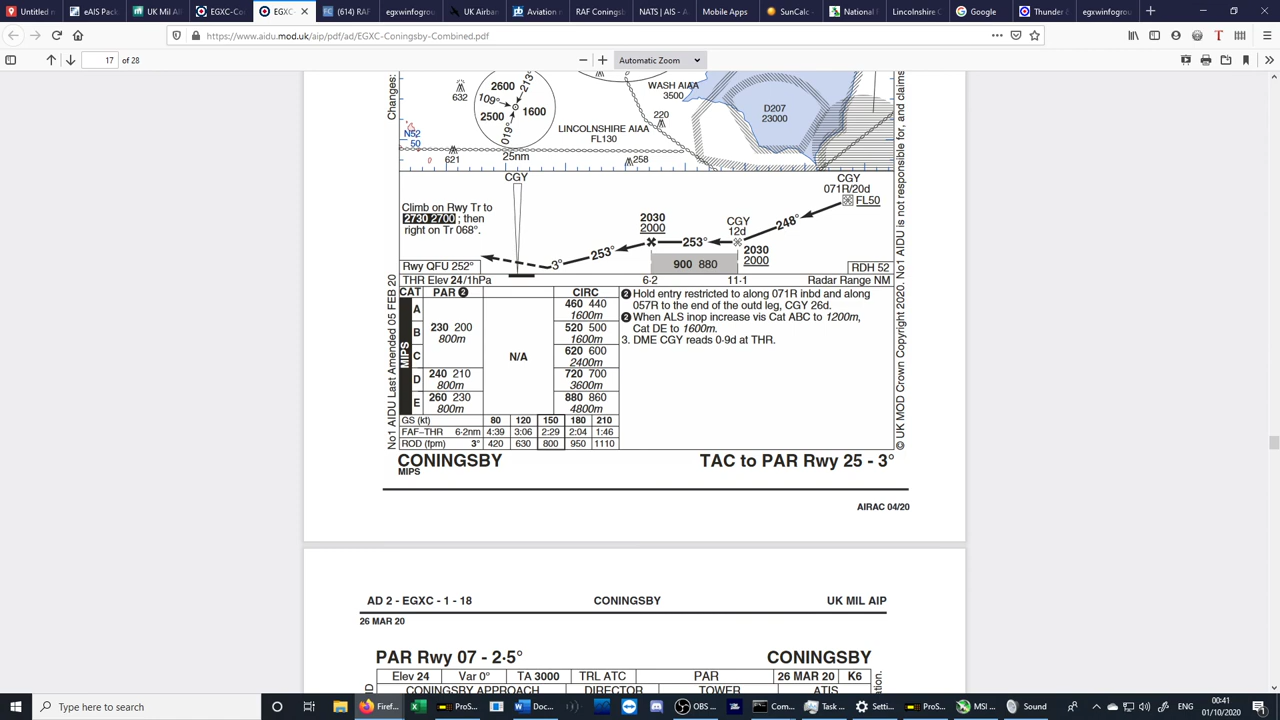 Untitled n
eAIS Pack
UK Mil AI
EGXC-Con
EGXC-
(614) RAF
egxwinfogroup
UK Airban
Aviation r
RAF Coningsb
NATS | AIS -
Mobile Apps
SunCalc -
National F
Lincolnshire G
Google
Thunder &
egxwinfogrou
https://www.aidu.mod.uk/aip/pdf/ad/EGXC-Coningsby-Combined.pdf
17 of 28
Automatic Zoom
Changes:
2600
213°
632
109°
2500
1600
019°
N52
50
621
25nm
WASH AIAA
3500
220
LINCOLNSHIRE AIAA
FL130
258
D207
23000
CGY
CGY
071R/20d
FL50
Climb on Rwy Tr to
2730 2700 ; then
right on Tr 068°.
2030
2000
CGY
12d
248°
253°
253°
2030
2000
3°
900 880
Rwy QFU 252°
RDH 52
THR Elev 24/1hPa
6·2
11·1
Radar Range NM
CAT PAR 2 CIRC
A 460 440
1600m
B 230 200 520 500
800m 1600m
C N/A 620 600
2400m
D 240 210 720 700
800m 3600m
E 260 230 880 860
800m 4800m
MIPS
GS (kt) 80 120 150 180 210
FAF–THR 6·2nm 4:39 3:06 2:29 2:04 1:46
ROD (fpm) 3° 420 630 800 950 1110
2 Hold entry restricted to along 071R inbd and along
057R to the end of the outd leg, CGY 26d.
2 When ALS inop increase vis Cat ABC to 1200m,
Cat DE to 1600m.
3. DME CGY reads 0·9d at THR.
No1 AIDU Last Amended 05 FEB 20
© UK MOD Crown Copyright 2020. No1 AIDU is not responsible for, and claims
CONINGSBY
MIPS
TAC to PAR Rwy 25 - 3°
AIRAC 04/20
AD 2 - EGXC - 1 - 18
CONINGSBY
UK MIL AIP
26 MAR 20
PAR Rwy 07 - 2·5°
CONINGSBY
Elev 24 Var 0° TA 3000 TRL ATC PAR 26 MAR 20 K6
CONINGSBY APPROACH DIRECTOR TOWER ATIS
Type here to search
Firef...
ProS...
Doc...
OBS ...
Com...
Task ...
Settin...
ProS...
MSI ...
Sound
ENG
00:41
01/10/2020